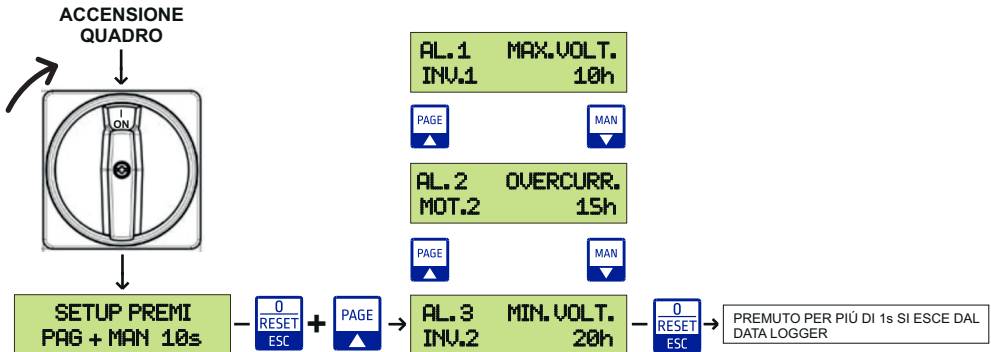 ACCENSIONE
QUADRO
I
ON
SETUP PREMI
PAG + MAN 10s
0
RESET
ESC
+
PAGE
AL.1 MAX.VOLT.
INV.1 10h
PAGE
MAN
AL.2 OVERCURR.
MOT.2 15h
PAGE
MAN
AL.3 MIN.VOLT.
INV.2 20h
0
RESET
ESC
PREMUTO PER PIÚ DI 1s SI ESCE DAL
DATA LOGGER